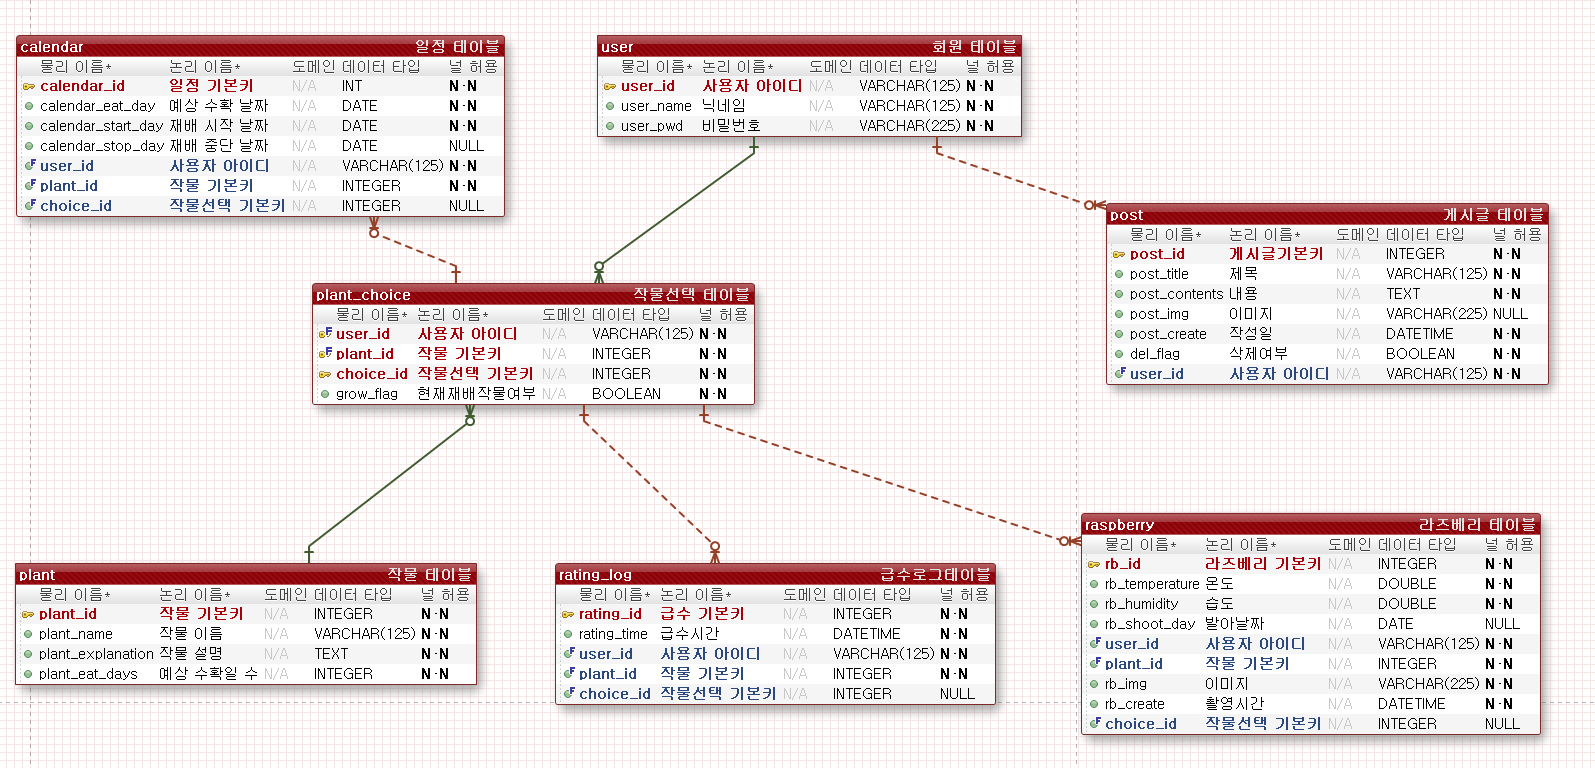 calendar 일정 테이블
물리 이름* 논리 이름* 도메인 데이터 타입 널 허용
calendar_id 일정 기본키 N/A INT N·N
calendar_eat_day 예상 수확 날짜 N/A DATE N·N
calendar_start_day 재배 시작 날짜 N/A DATE N·N
calendar_stop_day 재배 중단 날짜 N/A DATE NULL
user_id 사용자 아이디 N/A VARCHAR(125) N·N
plant_id 작물 기본키 N/A INTEGER N·N
choice_id 작물선택 기본키 N/A INTEGER NULL
user 회원 테이블
물리 이름* 논리 이름* 도메인 데이터 타입 널 허용
user_id 사용자 아이디 N/A VARCHAR(125) N·N
user_name 닉네임 N/A VARCHAR(125) N·N
user_pwd 비밀번호 N/A VARCHAR(225) N·N
post 게시글 테이블
물리 이름* 논리 이름* 도메인 데이터 타입 널 허용
post_id 게시글기본키 N/A INTEGER N·N
post_title 제목 N/A VARCHAR(125) N·N
post_contents 내용 N/A TEXT N·N
post_img 이미지 N/A VARCHAR(225) NULL
post_create 작성일 N/A DATETIME N·N
del_flag 삭제여부 N/A BOOLEAN N·N
user_id 사용자 아이디 N/A VARCHAR(125) N·N
plant_choice 작물선택 테이블
물리 이름* 논리 이름* 도메인 데이터 타입 널 허용
user_id 사용자 아이디 N/A VARCHAR(125) N·N
plant_id 작물 기본키 N/A INTEGER N·N
choice_id 작물선택 기본키 N/A INTEGER N·N
grow_flag 현재재배작물여부 N/A BOOLEAN N·N
plant 작물 테이블
물리 이름* 논리 이름* 도메인 데이터 타입 널 허용
plant_id 작물 기본키 N/A INTEGER N·N
plant_name 작물 이름 N/A VARCHAR(125) N·N
plant_explanation 작물 설명 N/A TEXT N·N
plant_eat_days 예상 수확일 수 N/A INTEGER N·N
rating_log 급수로그테이블
물리 이름* 논리 이름* 도메인 데이터 타입 널 허용
rating_id 급수 기본키 N/A INTEGER N·N
rating_time 급수시간 N/A DATETIME N·N
user_id 사용자 아이디 N/A VARCHAR(125) N·N
plant_id 작물 기본키 N/A INTEGER N·N
choice_id 작물선택 기본키 N/A INTEGER NULL
raspberry 라즈베리 테이블
물리 이름* 논리 이름* 도메인 데이터 타입 널 허용
rb_id 라즈베리 기본키 N/A INTEGER N·N
rb_temperature 온도 N/A DOUBLE N·N
rb_humidity 습도 N/A DOUBLE N·N
rb_shoot_day 발아날짜 N/A DATE NULL
user_id 사용자 아이디 N/A VARCHAR(125) N·N
plant_id 작물 기본키 N/A INTEGER N·N
rb_img 이미지 N/A VARCHAR(225) N·N
rb_create 촬영시간 N/A DATETIME N·N
choice_id 작물선택 기본키 N/A INTEGER NULL